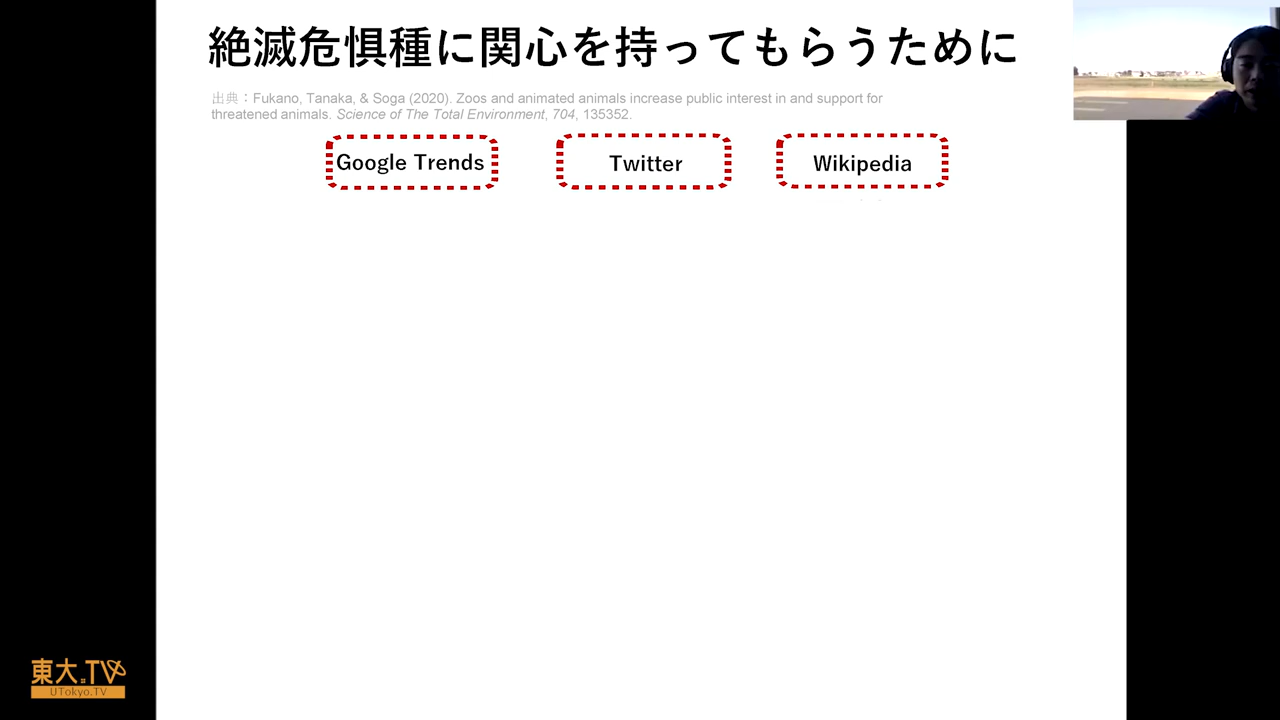 絶滅危惧種に関心を持ってもらうために
出典：Fukano, Tanaka, & Soga (2020). Zoos and animated animals increase public interest in and support for
threatened animals. Science of The Total Environment, 704, 135352.
Google Trends
Twitter
Wikipedia
東大.TV
UTokyo.TV